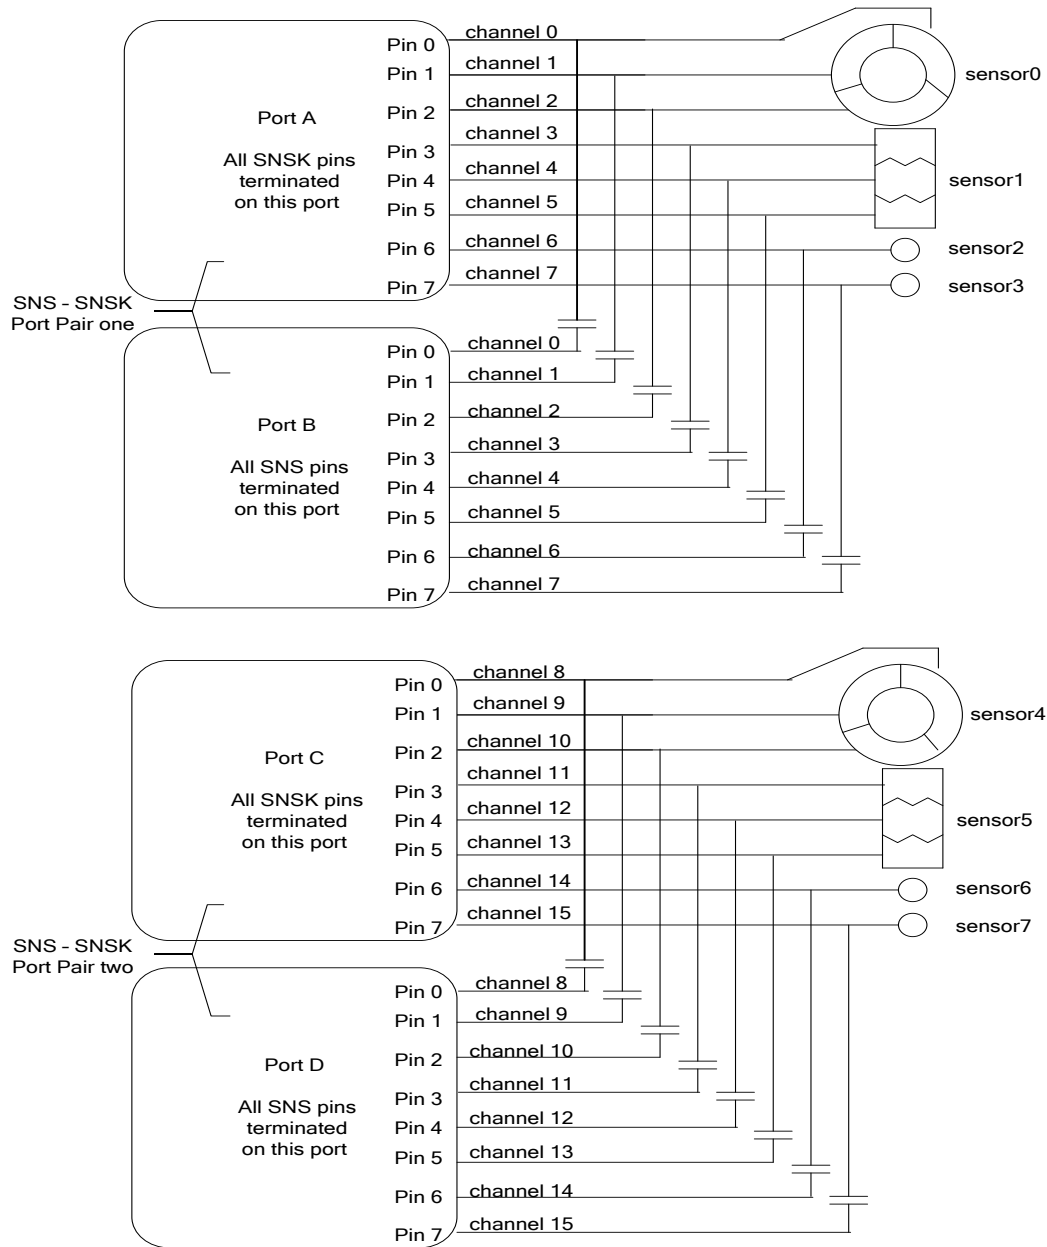 channel 0
Pin 0
channel 1
Pin 1
sensor0
channel 2
Pin 2
Port A
channel 3
Pin 3
All SNSK pins
terminated
on this port
channel 4
Pin 4
sensor1
channel 5
Pin 5
channel 6
Pin 6
sensor2
channel 7
Pin 7
sensor3
SNS - SNSK
Port Pair one
channel 0
Pin 0
channel 1
Pin 1
channel 2
Pin 2
Port B
channel 3
Pin 3
All SNS pins
terminated
on this port
channel 4
Pin 4
channel 5
Pin 5
channel 6
Pin 6
channel 7
Pin 7
channel 8
Pin 0
channel 9
Pin 1
sensor4
channel 10
Pin 2
Port C
channel 11
Pin 3
All SNSK pins
terminated
on this port
channel 12
Pin 4
sensor5
channel 13
Pin 5
channel 14
Pin 6
sensor6
channel 15
Pin 7
sensor7
SNS - SNSK
Port Pair two
channel 8
Pin 0
channel 9
Pin 1
channel 10
Pin 2
Port D
channel 11
Pin 3
All SNS pins
terminated
on this port
channel 12
Pin 4
channel 13
Pin 5
channel 14
Pin 6
channel 15
Pin 7